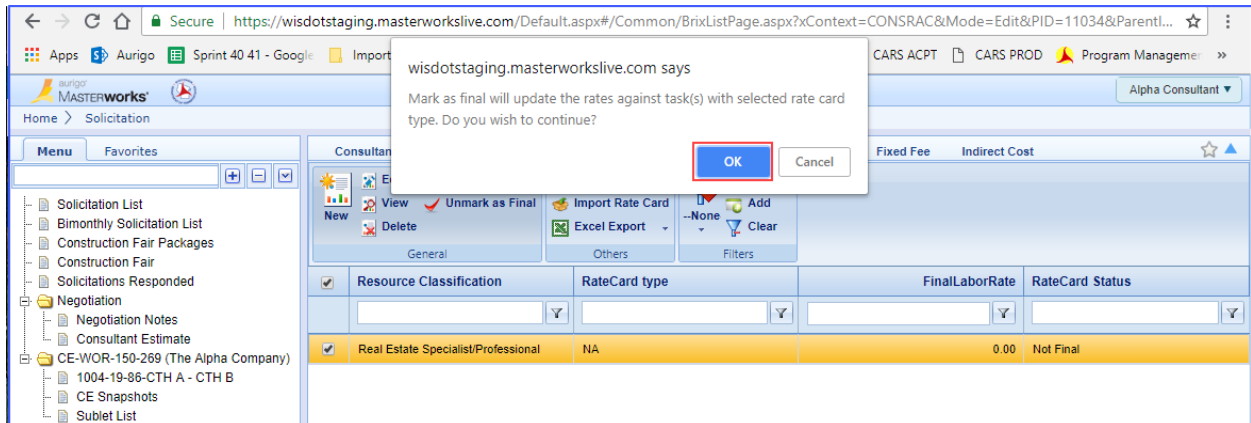 Secure | https://wisdotstaging.masterworkslive.com/Default.aspx#/Common/BrixListPage.aspx?xContext=CONSRAC&Mode=Edit&PID=11034&ParentI...
Apps Aurigo Sprint 40 41 - Google Import CARS ACPT CARS PROD Program Managemen »
wisdotstaging.masterworkslive.com says
Mark as final will update the rates against task(s) with selected rate card
type. Do you wish to continue?
OK Cancel
aurigo
MASTERWORKS
Alpha Consultant
Home > Solicitation
Menu Favorites
Consultan Fixed Fee Indirect Cost
New
View Unmark as Final Import Rate Card --None Add
Delete Excel Export Clear
General Others Filters
Solicitation List
Bimonthly Solicitation List
Construction Fair Packages
Construction Fair
Solicitations Responded
Negotiation
Negotiation Notes
Consultant Estimate
CE-WOR-150-269 (The Alpha Company)
1004-19-86-CTH A - CTH B
CE Snapshots
Sublet List
Resource Classification RateCard type FinalLaborRate RateCard Status
Real Estate Specialist/Professional NA 0.00 Not Final